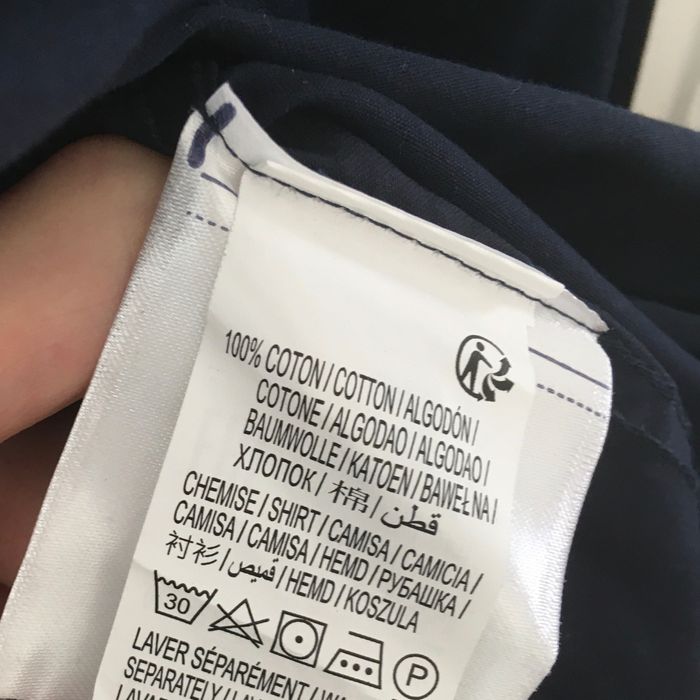 100% COTON / COTTON / ALGODÓN /
COTONE / ALGODAO / ALGODAO /
BAUMWOLLE / KATOEN / BAWEŁNA /
ХЛОПОК / 棉 / قطن
CHEMISE / SHIRT / CAMISA / CAMICIA /
CAMISA / CAMISA / HEMD / РУБАШКА /
衬衫 / قميص / HEMD / KOSZULA
30 P
LAVER SÉPARÉMENT /
SEPARATELY /